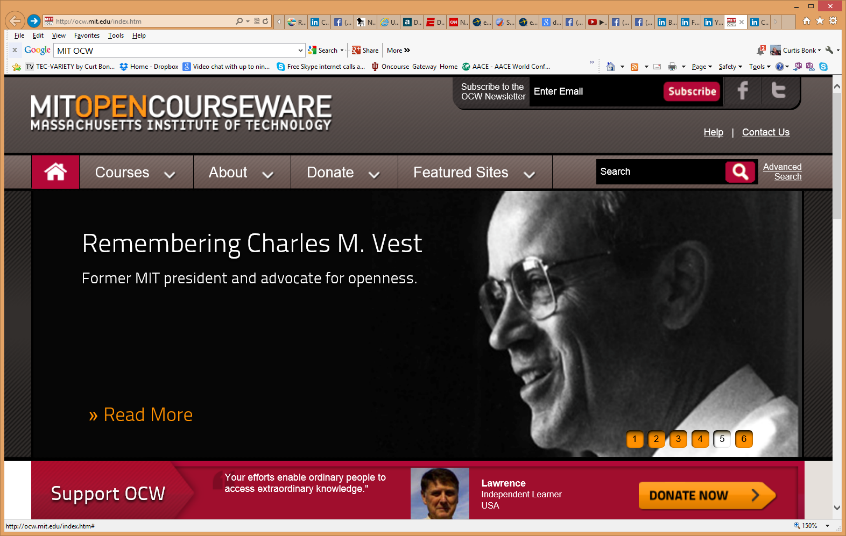 http://ocw.mit.edu/index.htm
File Edit View Favorites Tools Help
Google MIT OCW Search Share More » Curtis Bonk
TV-VARIETY by Curt Bon... Home - Dropbox Video chat with up to nin... Free Skype internet calls a... Oncourse Gateway Home AACE - AACE World Conf... Page Safety Tools
MITOPENCOURSEWARE
MASSACHUSETTS INSTITUTE OF TECHNOLOGY
Subscribe to the
OCW Newsletter
Enter Email
Subscribe
Help | Contact Us
Courses About Donate Featured Sites
Search
Advanced
Search
Remembering Charles M. Vest
Former MIT president and advocate for openness.
» Read More
1 2 3 4 5 6
Support OCW
Your efforts enable ordinary people to
access extraordinary knowledge."
Lawrence
Independent Learner
USA
DONATE NOW
http://ocw.mit.edu/index.htm#
150%